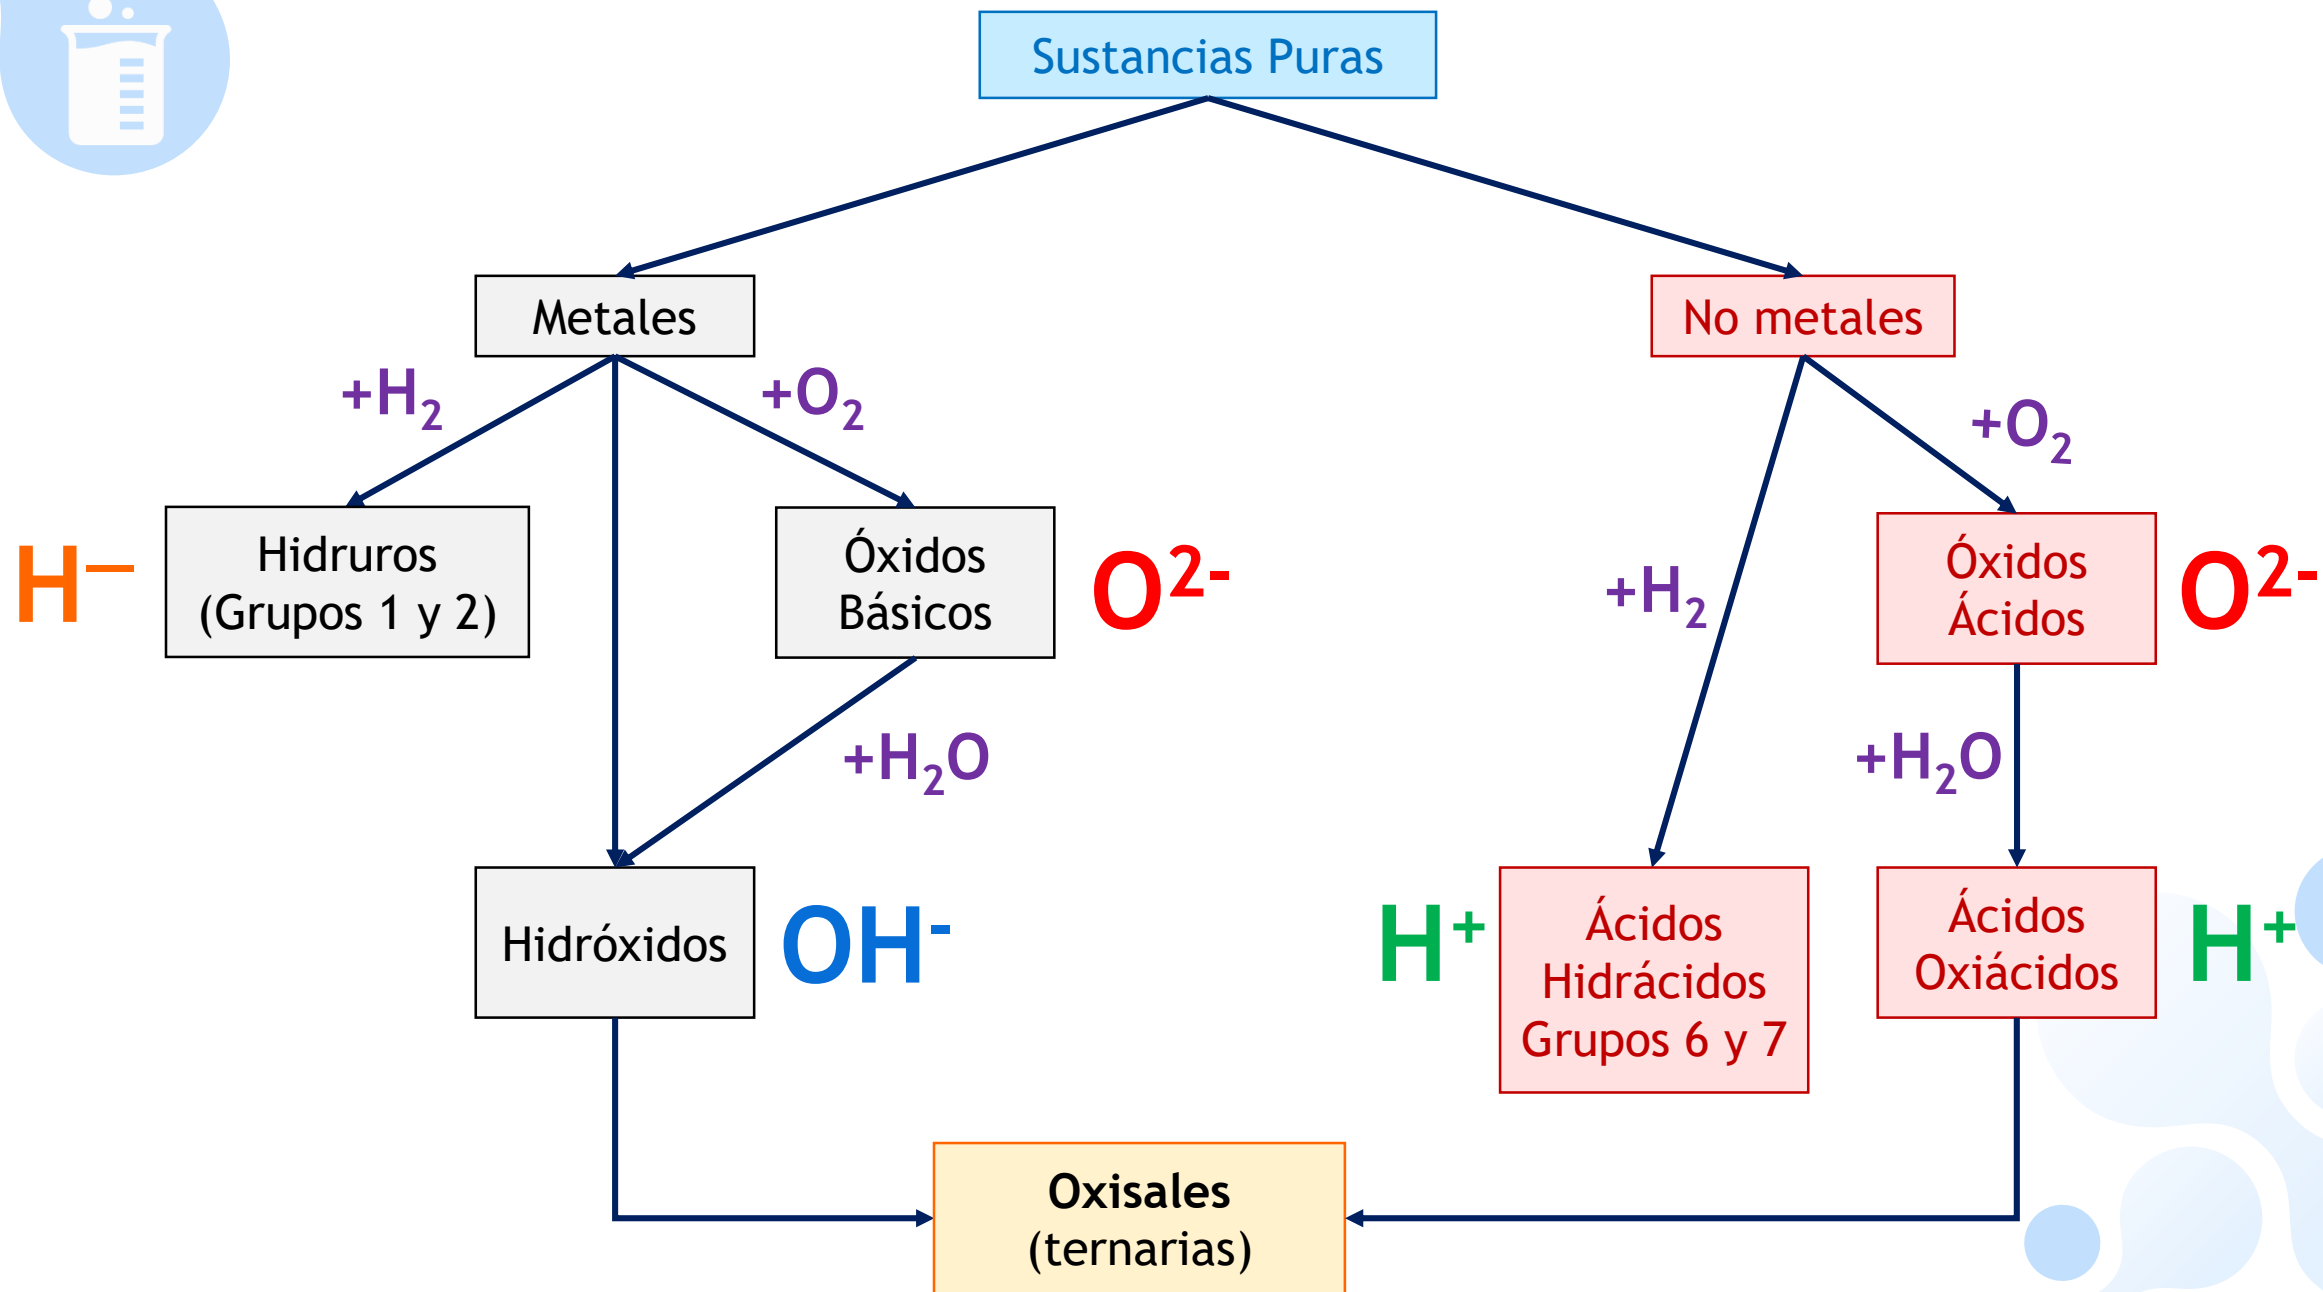 Sustancias Puras
Metales
No metales
+H₂
+O₂
+O₂
Hidruros
(Grupos 1 y 2)
H—
Óxidos
Básicos
O²⁻
+H₂
Óxidos
Ácidos
O²⁻
+H₂O
+H₂O
Hidróxidos
OH⁻
H⁺
Ácidos
Hidrácidos
Grupos 6 y 7
Ácidos
Oxiácidos
H⁺
Oxisales
(ternarias)